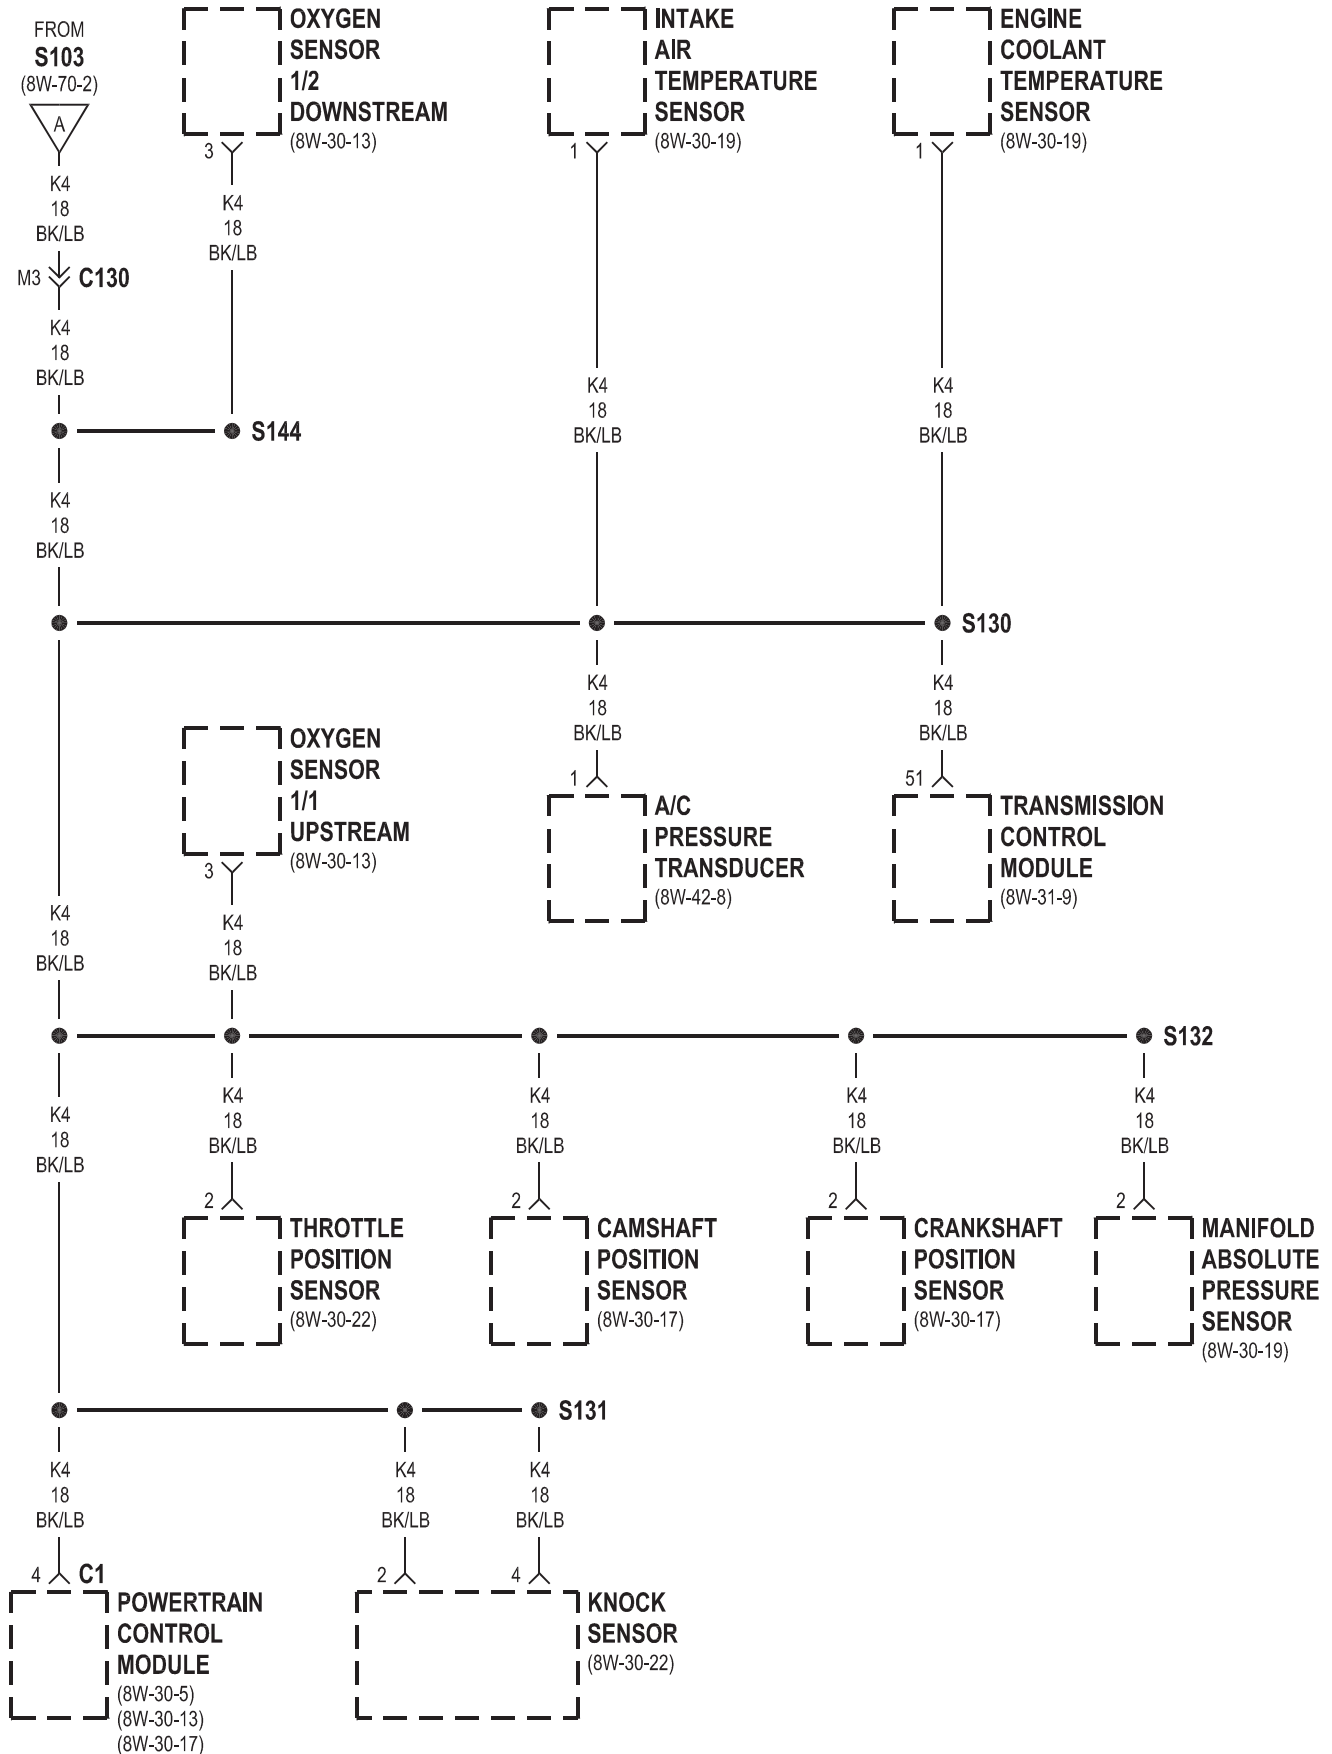 FROM
S103
(8W-70-2)
A
K4
18
BK/LB
M3
C130
K4
18
BK/LB
OXYGEN
SENSOR
1/2
DOWNSTREAM
(8W-30-13)
3
K4
18
BK/LB
INTAKE
AIR
TEMPERATURE
SENSOR
(8W-30-19)
1
K4
18
BK/LB
ENGINE
COOLANT
TEMPERATURE
SENSOR
(8W-30-19)
1
K4
18
BK/LB
S144
K4
18
BK/LB
S130
OXYGEN
SENSOR
1/1
UPSTREAM
(8W-30-13)
3
K4
18
BK/LB
K4
18
BK/LB
1
A/C
PRESSURE
TRANSDUCER
(8W-42-8)
K4
18
BK/LB
51
TRANSMISSION
CONTROL
MODULE
(8W-31-9)
K4
18
BK/LB
S132
K4
18
BK/LB
K4
18
BK/LB
2
THROTTLE
POSITION
SENSOR
(8W-30-22)
K4
18
BK/LB
2
CAMSHAFT
POSITION
SENSOR
(8W-30-17)
K4
18
BK/LB
2
CRANKSHAFT
POSITION
SENSOR
(8W-30-17)
K4
18
BK/LB
2
MANIFOLD
ABSOLUTE
PRESSURE
SENSOR
(8W-30-19)
S131
K4
18
BK/LB
4
C1
POWERTRAIN
CONTROL
MODULE
(8W-30-5)
(8W-30-13)
(8W-30-17)
K4
18
BK/LB
2
K4
18
BK/LB
4
KNOCK
SENSOR
(8W-30-22)